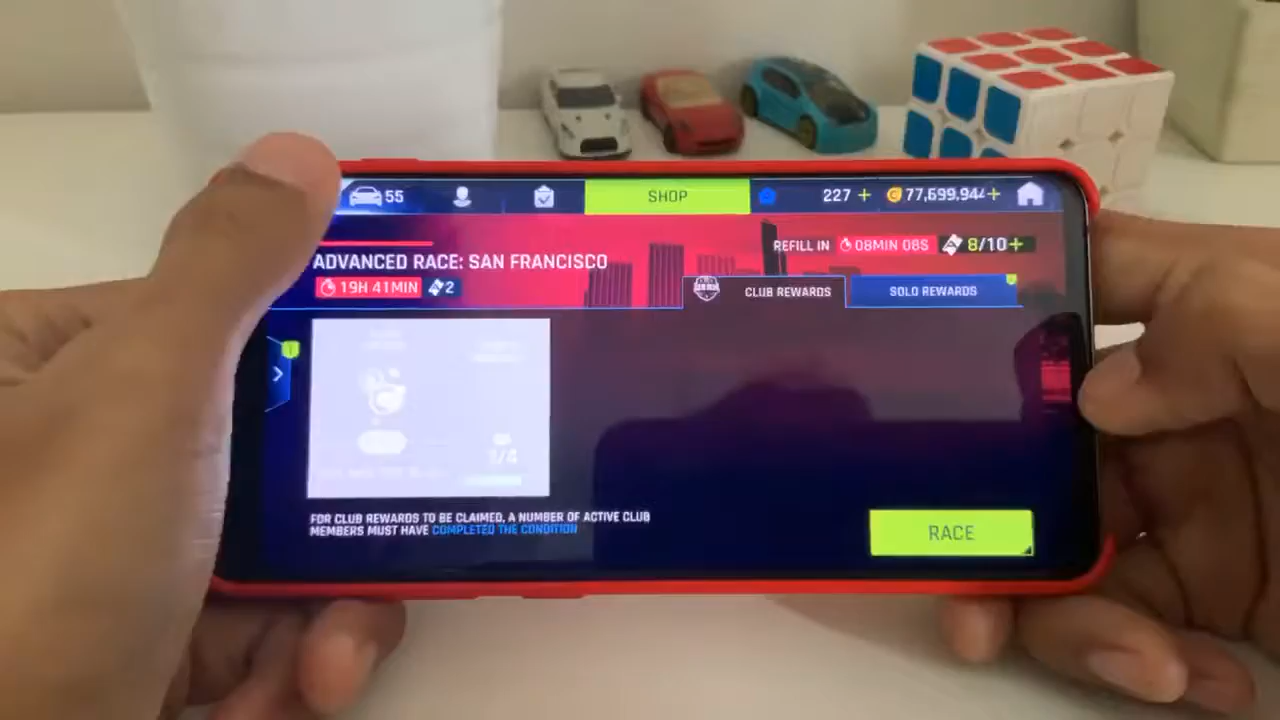 55
SHOP
227 +
77,699,944+
REFILL IN 08MIN 08S 8/10+
ADVANCED RACE: SAN FRANCISCO
19H 41MIN 2
CLUB REWARDS
SOLO REWARDS
FOR CLUB REWARDS TO BE CLAIMED, A NUMBER OF ACTIVE CLUB
MEMBERS MUST HAVE COMPLETED THE CONDITION
RACE